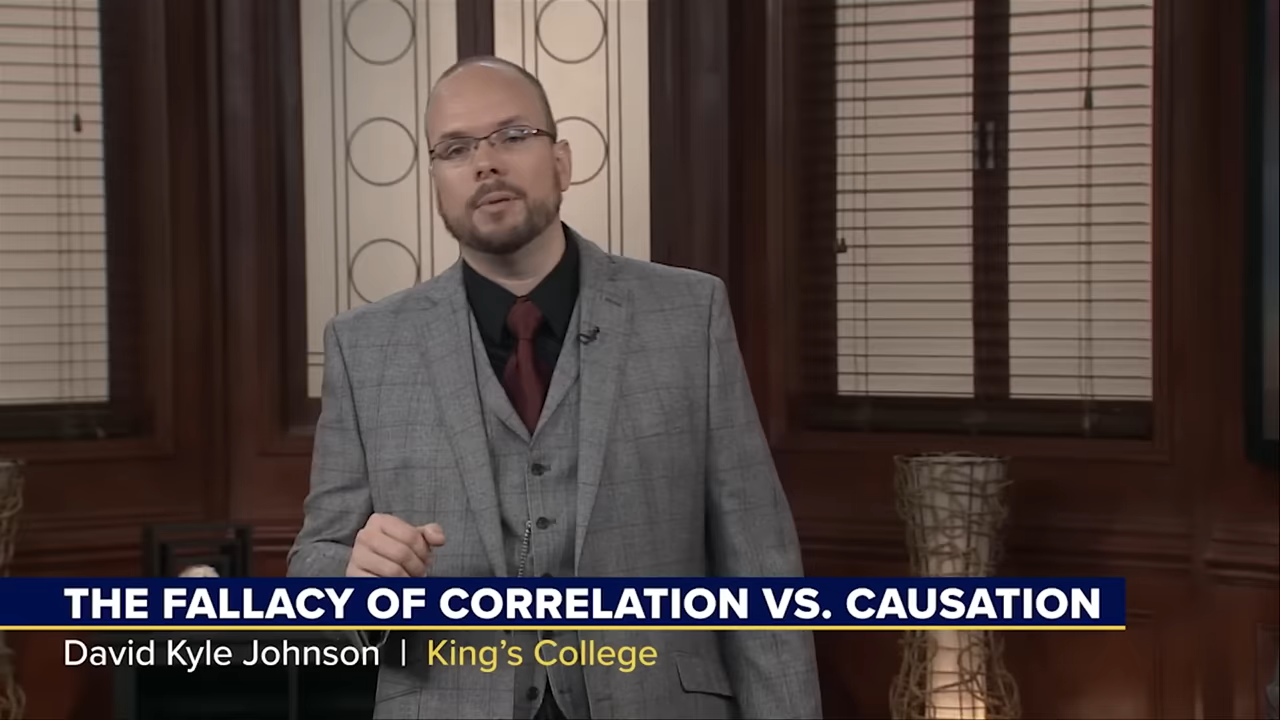 THE FALLACY OF CORRELATION VS. CAUSATION
David Kyle Johnson | King's College